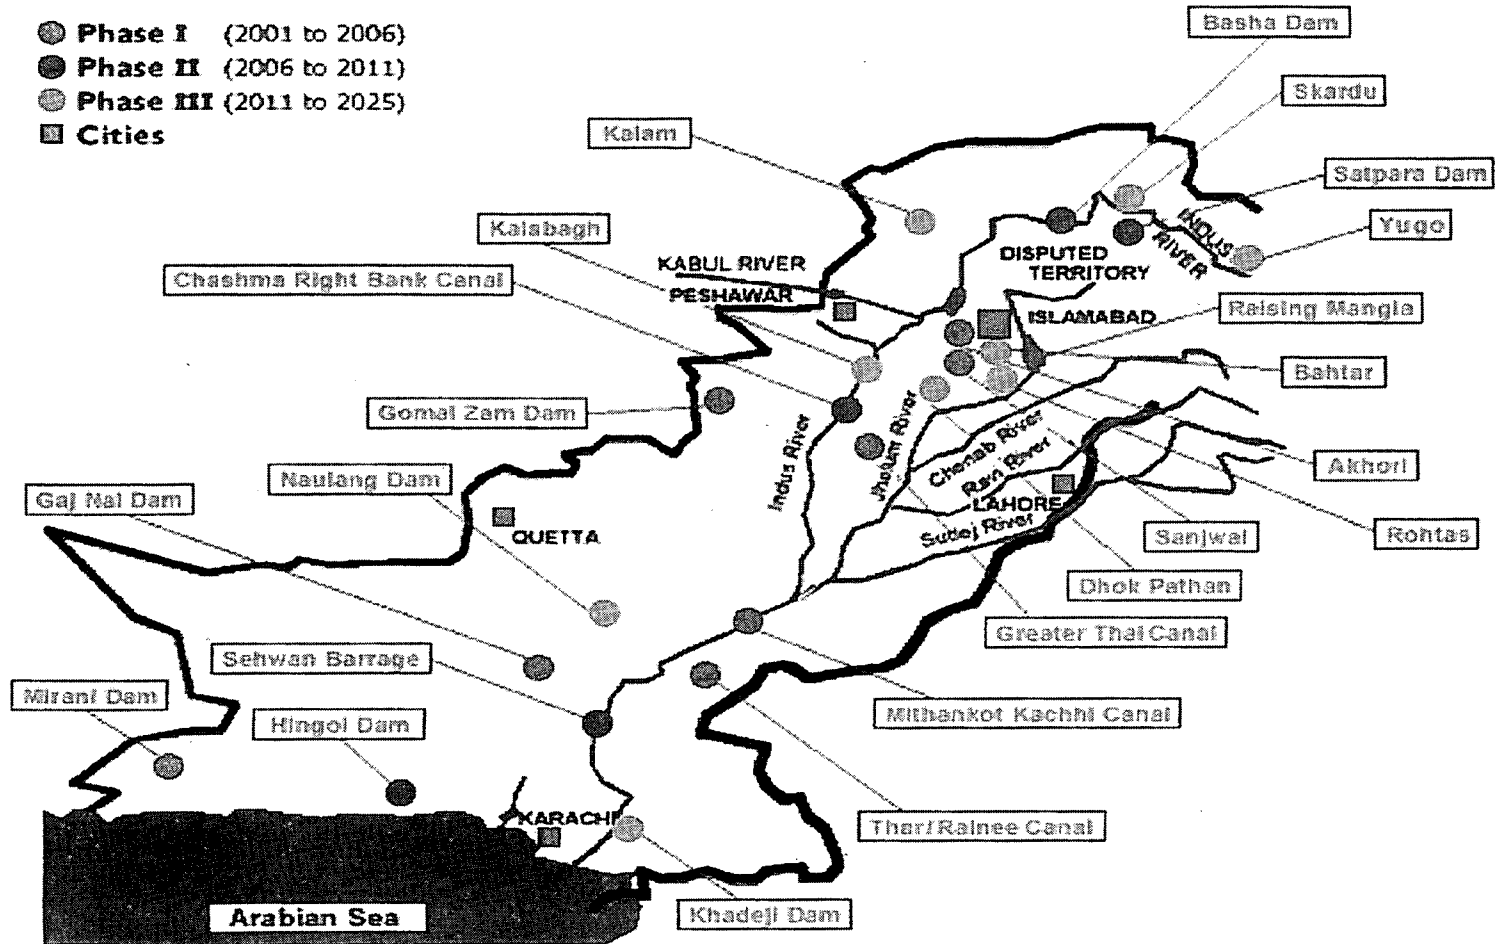 Phase I (2001 to 2006)
Phase II (2006 to 2011)
Phase III (2011 to 2025)
Cities
Basha Dam
Skardu
Kalam
Satpara Dam
Yugo
Kalabagh
INDUS RIVER
DISPUTED
TERRITORY
KABUL RIVER
Chashma Right Bank Canal
PESHAWAR
Raising Mangla
ISLAMABAD
Bahtar
Gomal Zam Dam
Indus River
Jhelum River
Chenab River
Ravi River
Akhori
Naulang Dam
Gaj Nai Dam
LAHORE
QUETTA
Sutlej River
Sanjwal
Rohtas
Dhok Pathan
Greater Thal Canal
Sehwan Barrage
Mirani Dam
Hingol Dam
Mithankot Kachhi Canal
KARACHI
Thar/Rainee Canal
Arabian Sea
Khadeji Dam